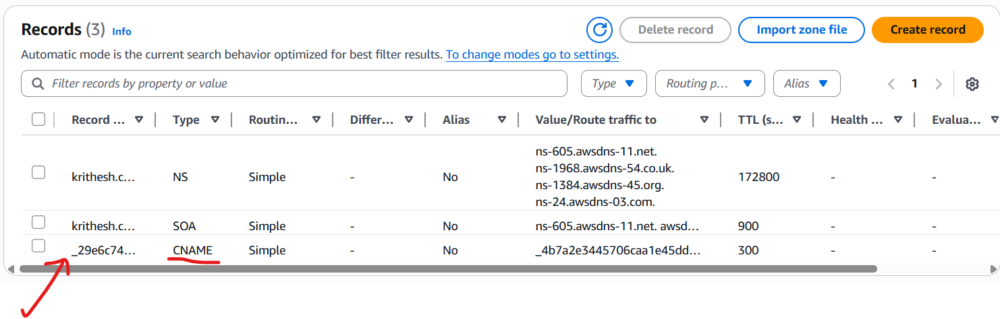 Records (3) Info
Delete record
Import zone file
Create record
Automatic mode is the current search behavior optimized for best filter results. To change modes go to settings.
Filter records by property or value
Type
Routing p...
Alias
1
Record ... Type Routin... Differ... Alias Value/Route traffic to TTL (s... Health ... Evalua...
ns-605.awsdns-11.net.
ns-1968.awsdns-54.co.uk.
krithesh.c... NS Simple - No 172800 - -
ns-1384.awsdns-45.org.
ns-24.awsdns-03.com.
krithesh.c... SOA Simple - No ns-605.awsdns-11.net. awsd... 900 - -
_29e6c74... CNAME Simple - No _4b7a2e3445706caa1e45dd... 300 - -